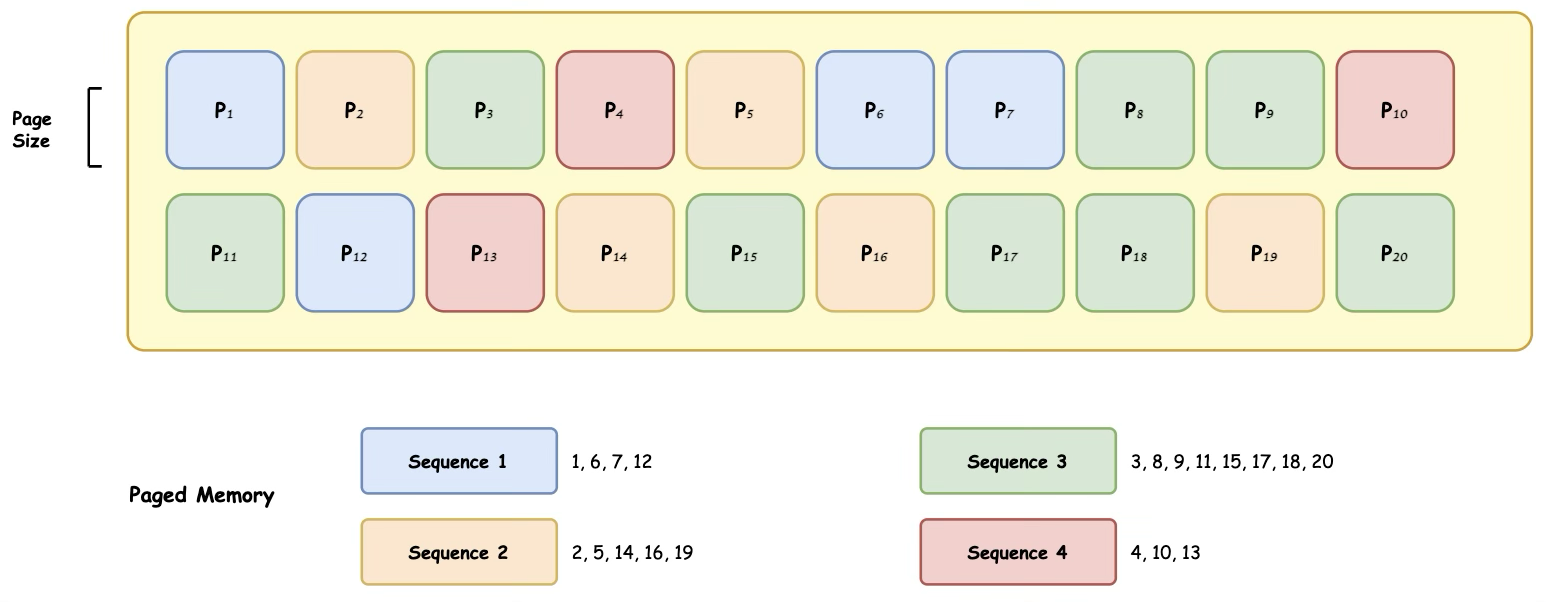 P1 P2 P3 P4 P5 P6 P7 P8 P9 P10
Page
Size
P11 P12 P13 P14 P15 P16 P17 P18 P19 P20
Sequence 1 1, 6, 7, 12
Sequence 3 3, 8, 9, 11, 15, 17, 18, 20
Paged Memory
Sequence 2 2, 5, 14, 16, 19
Sequence 4 4, 10, 13